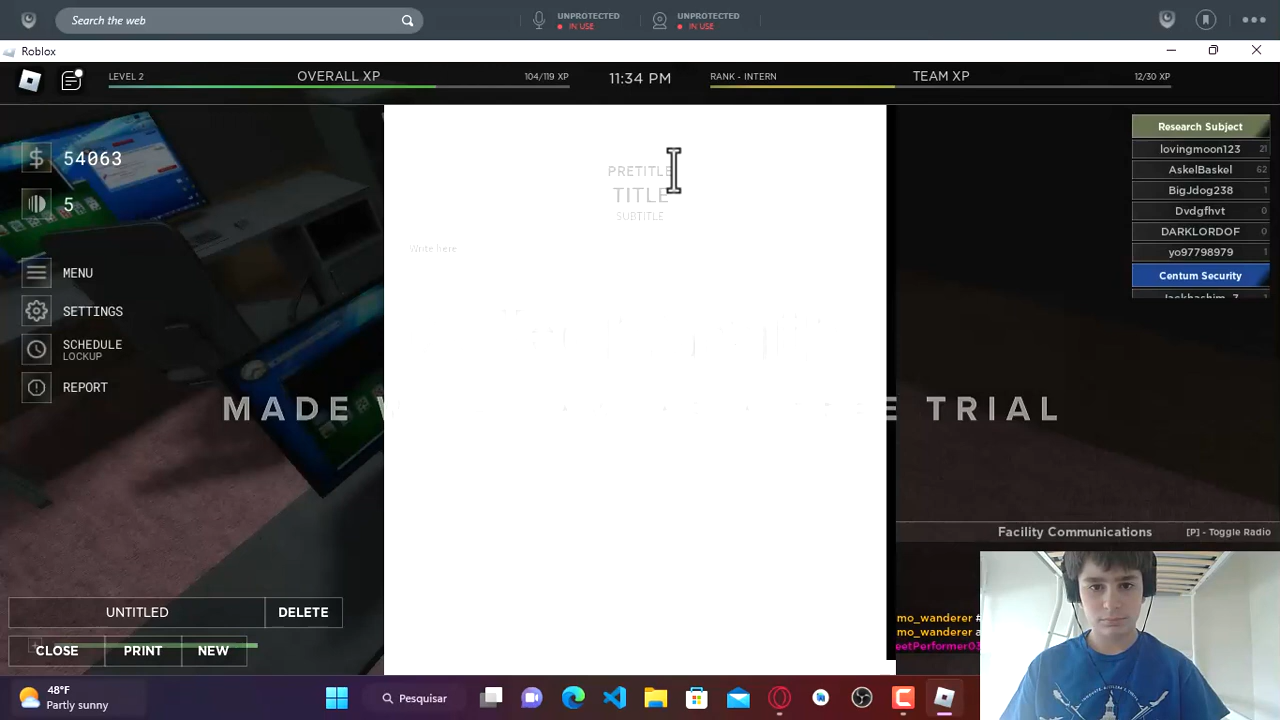 Search the web
UNPROTECTED
IN USE
UNPROTECTED
IN USE
Roblox
LEVEL 2
OVERALL XP
104/119 XP
11:34 PM
RANK - INTERN
TEAM XP
12/30 XP
$ 54063
5
MENU
SETTINGS
SCHEDULE
LOCKUP
REPORT
PRETITLE
TITLE
SUBTITLE
Write here
Research Subject
lovingmoon123 21
AskelBaskel 62
BigJdog238 1
Dvdgfhvt 0
DARKLORDOF 0
yo97798979 1
Centum Security
MADE
TRIAL
Facility Communications
[P] - Toggle Radio
mo_wanderer #
mo_wanderer a
eetPerformer03
UNTITLED
DELETE
CLOSE
PRINT
NEW
48°F
Partly sunny
Pesquisar